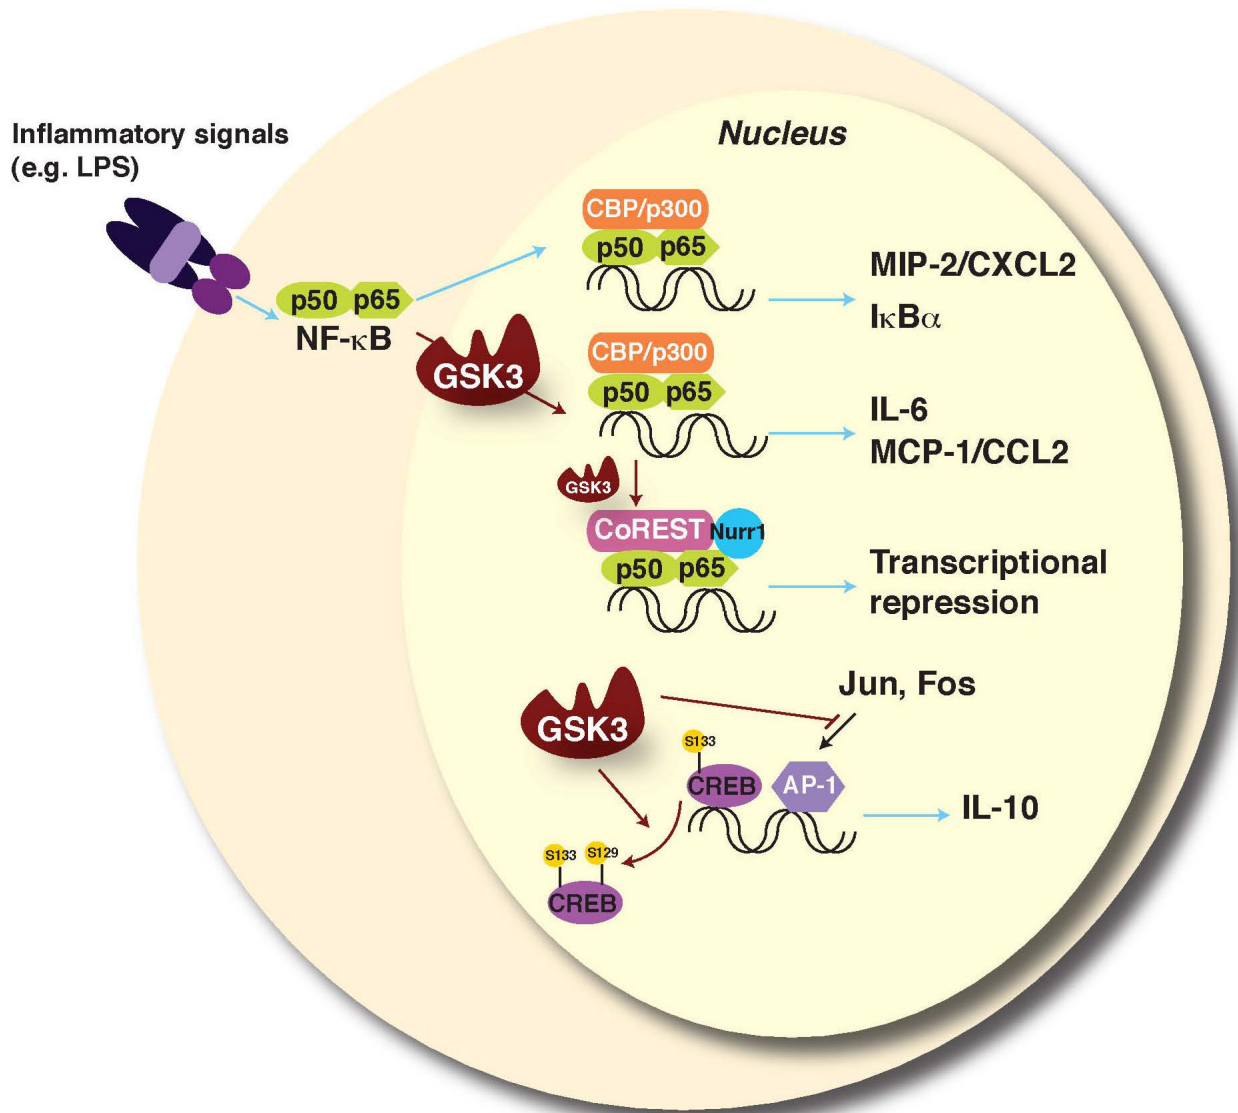 Inflammatory signals
(e.g. LPS)
Nucleus
CBP/p300
p50 p65
MIP-2/CXCL2
IκBα
p50 p65
NF-κB
GSK3
CBP/p300
p50 p65
IL-6
MCP-1/CCL2
GSK3
CoREST Nurr1
p50 p65
Transcriptional
repression
Jun, Fos
GSK3
S133
CREB
AP-1
IL-10
S133 S129
CREB